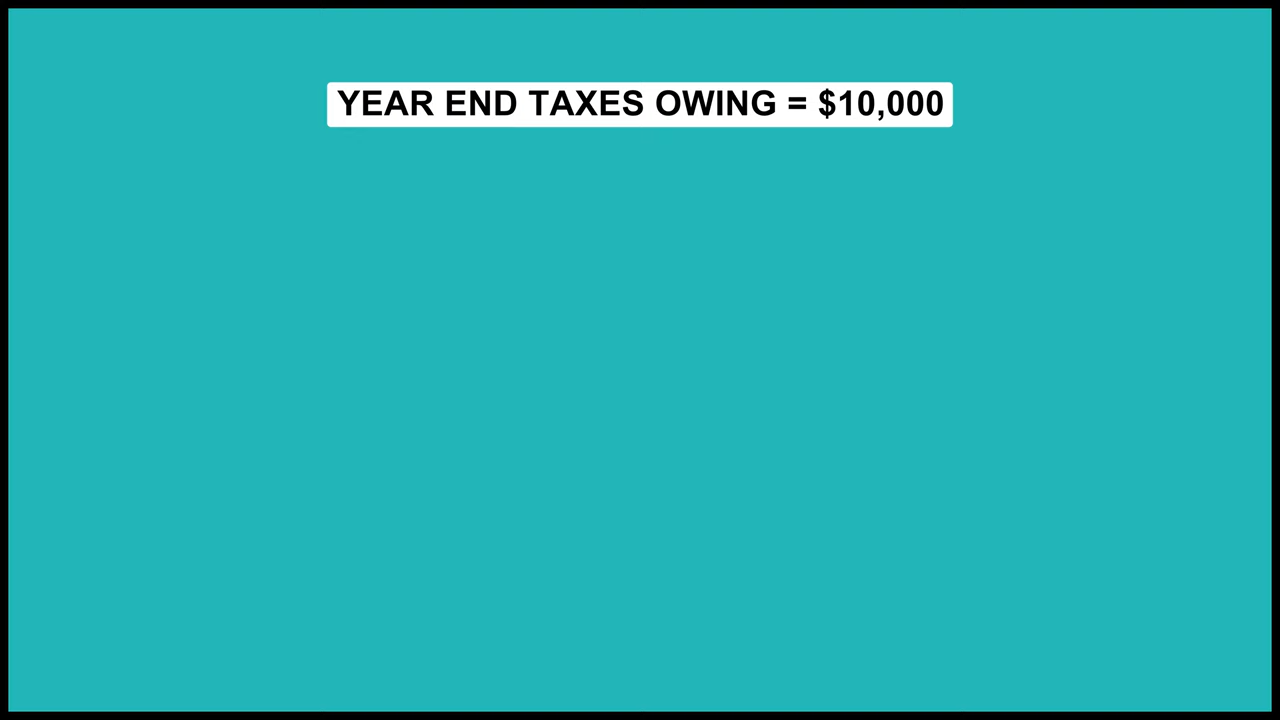 YEAR END TAXES OWING = $10,000